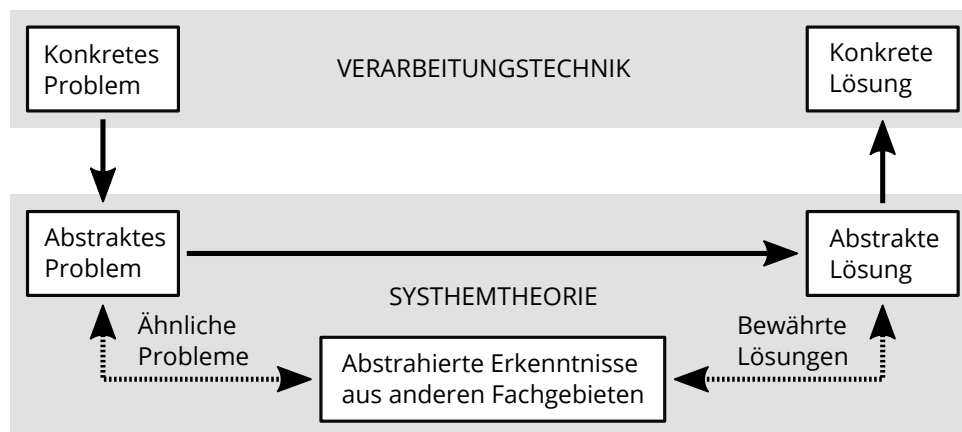 Konkretes
Problem
VERARBEITUNGSTECHNIK
Konkrete
Lösung
Abstraktes
Problem
Abstrakte
Lösung
SYSTHEMTHEORIE
Ähnliche
Probleme
Bewährte
Lösungen
Abstrahierte Erkenntnisse
aus anderen Fachgebieten